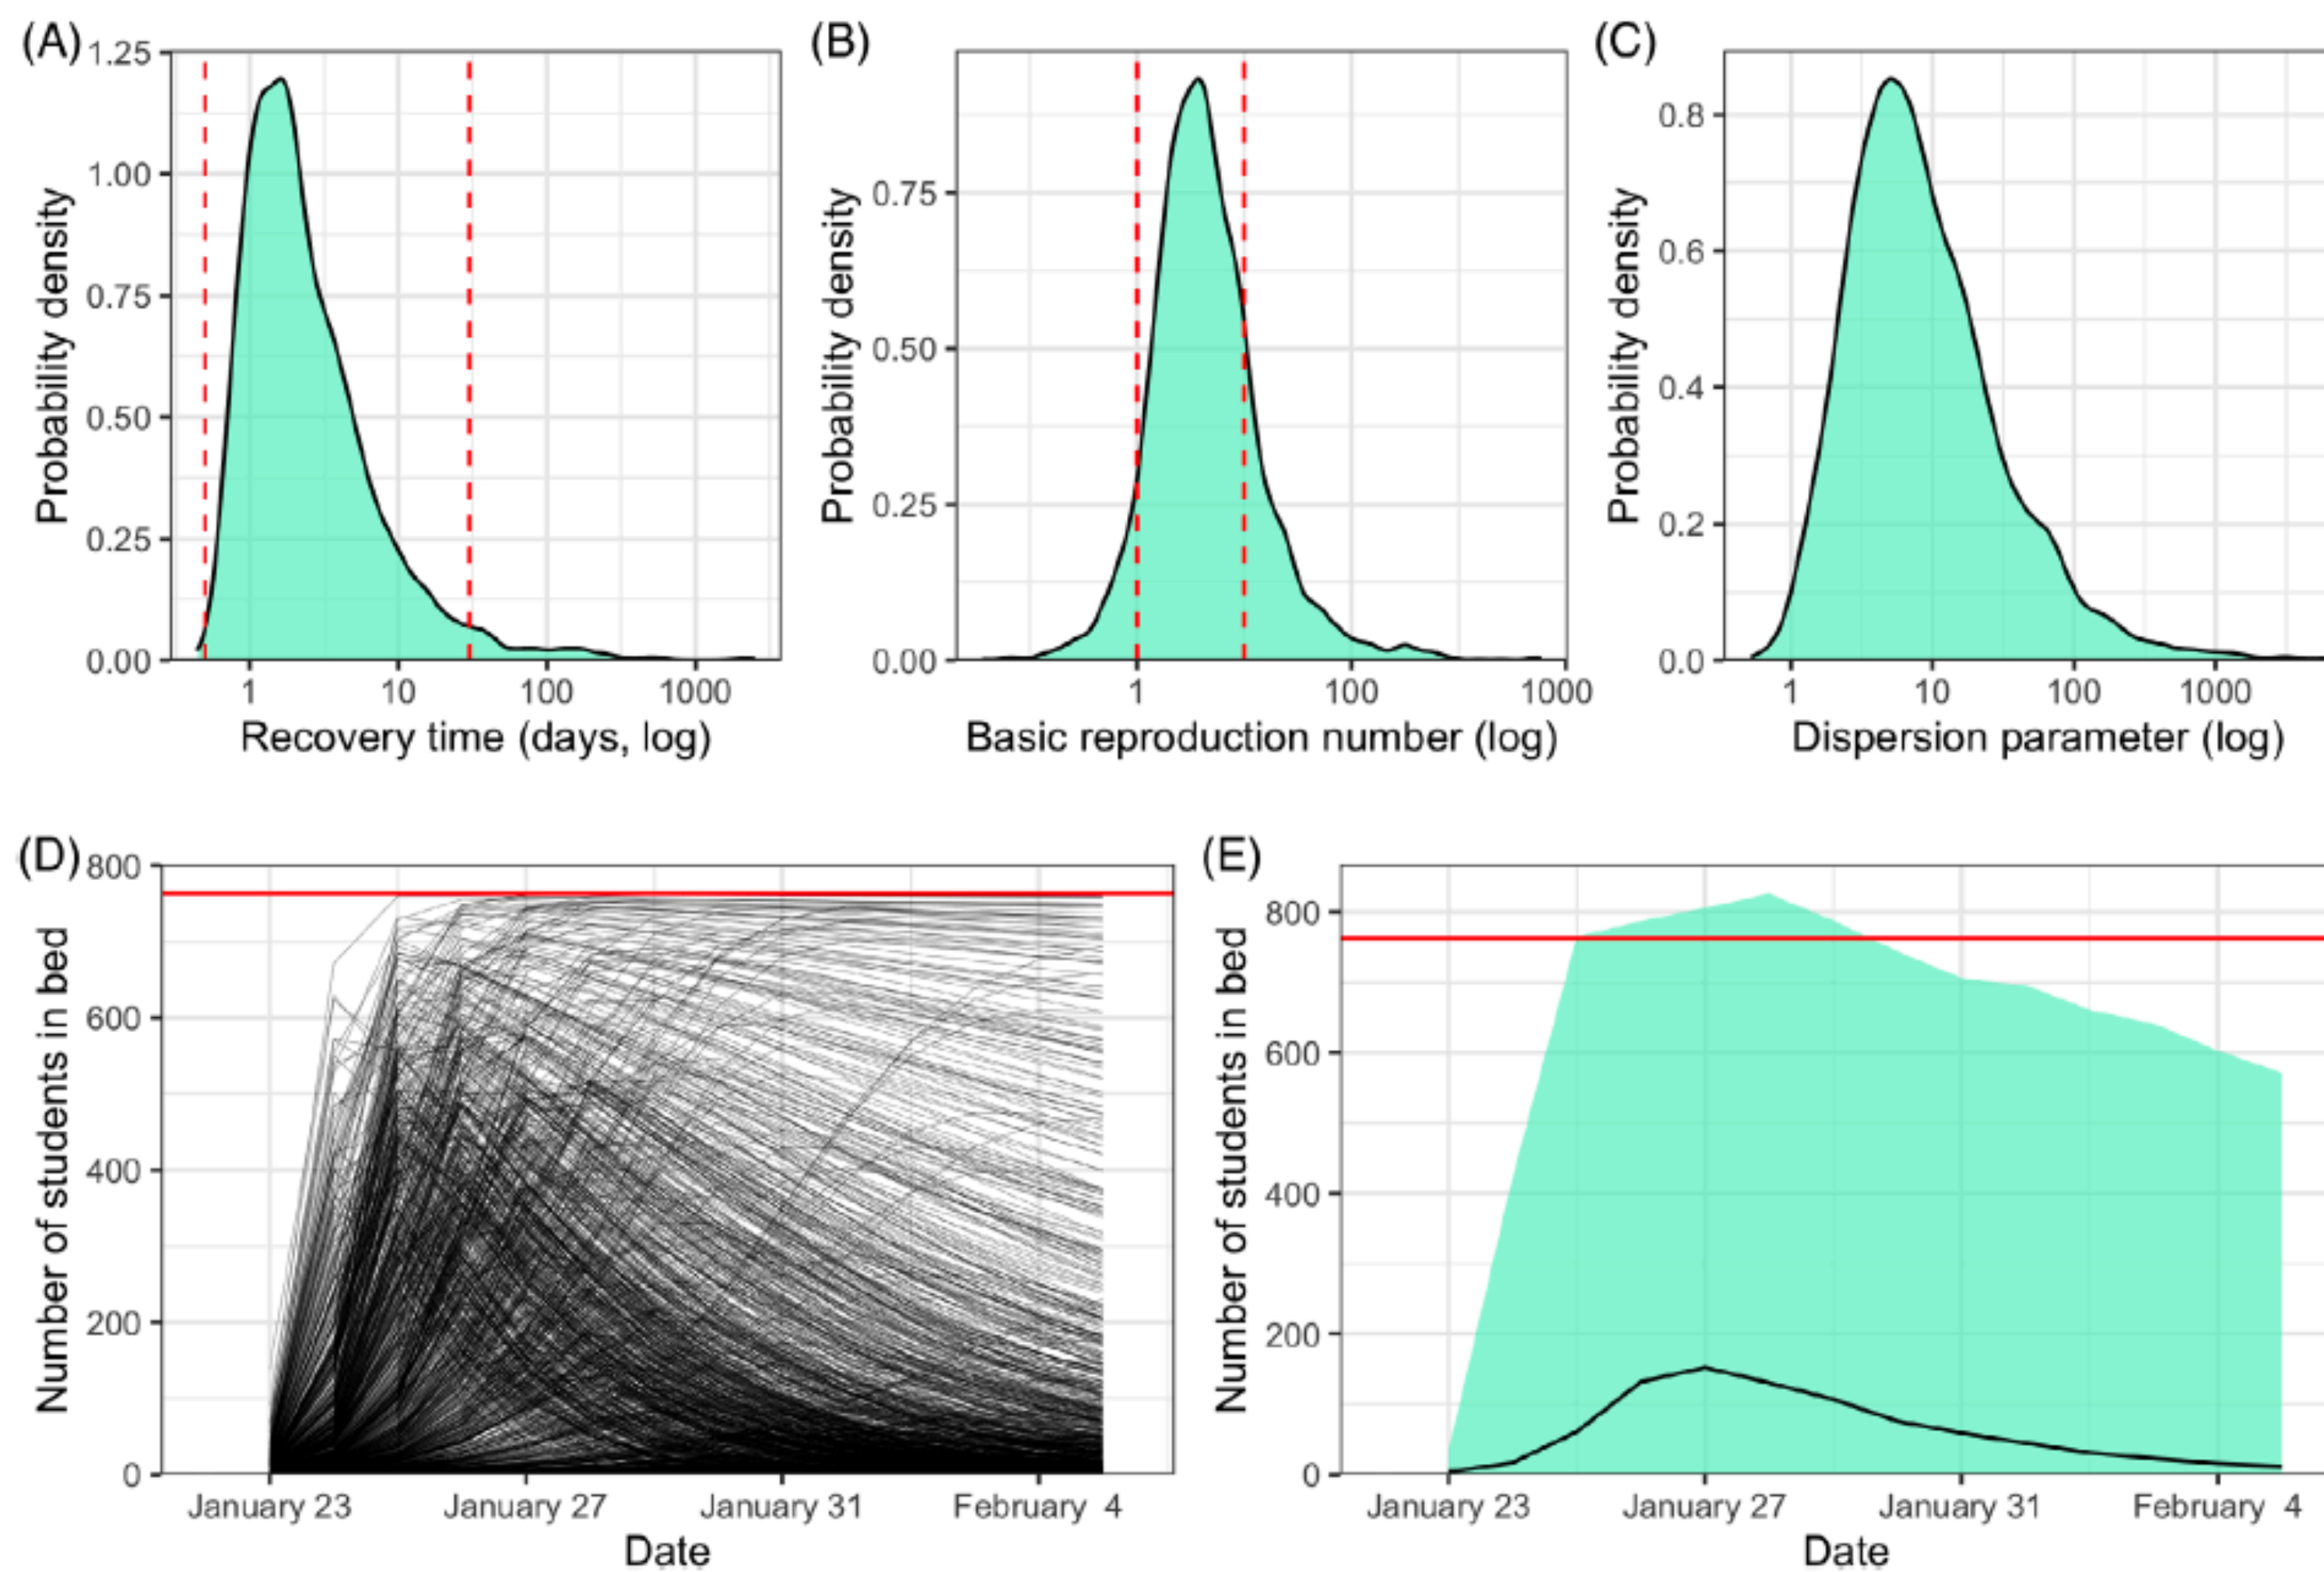 (A)
1.25
1.00
0.75
0.50
0.25
0.00
Probability density
1 10 100 1000
Recovery time (days, log)
(B)
0.75
0.50
0.25
0.00
Probability density
1 100 1000
Basic reproduction number (log)
(C)
0.8
0.6
0.4
0.2
0.0
Probability density
1 10 100 1000
Dispersion parameter (log)
(D)
800
600
400
200
0
Number of students in bed
January 23 January 27 January 31 February 4
Date
(E)
800
600
400
200
0
Number of students in bed
January 23 January 27 January 31 February 4
Date